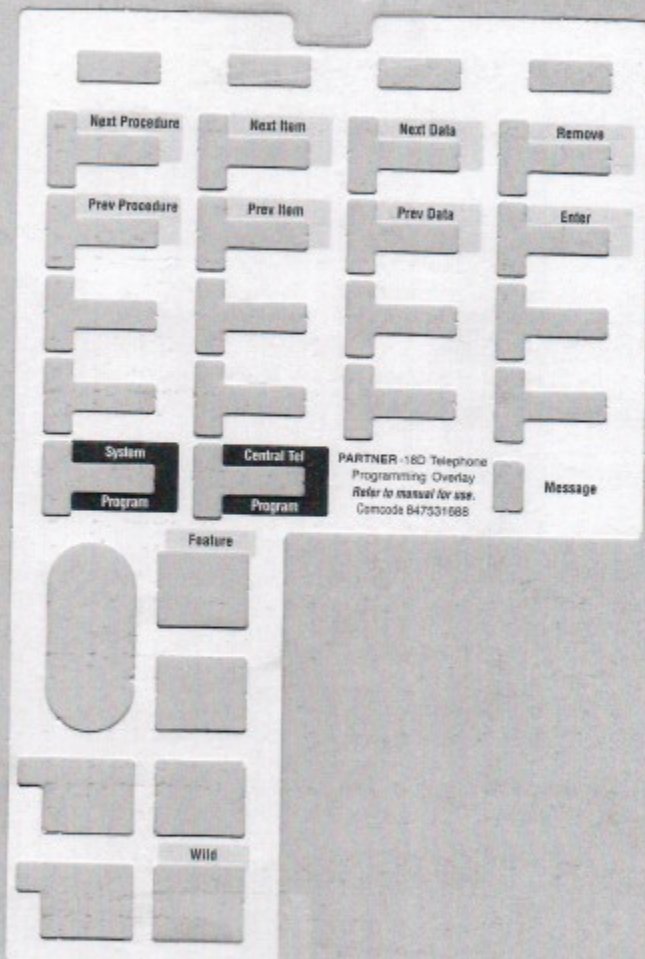 Next Procedure
Next Item
Next Data
Remove
Prev Procedure
Prev Item
Prev Data
Enter
System
Program
Central Tel
Program
PARTNER-18D Telephone
Programming Overlay
Refer to manual for use.
Comcode 847531688
Message
Feature
Wild